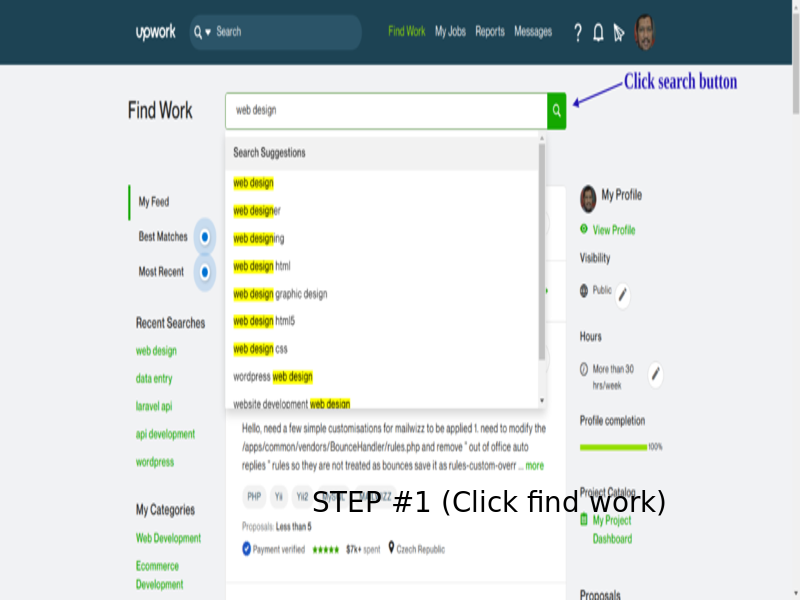 upwork
Search
Find Work My Jobs Reports Messages
?
Click search button
Find Work
web design
Search Suggestions
web design
web designer
web designing
web design html
web design graphic design
web design html5
web design css
wordpress web design
website development web design
My Feed
Best Matches
Most Recent
Recent Searches
web design
data entry
laravel api
api development
wordpress
My Categories
Web Development
Ecommerce
Development
Hello, need a few simple customisations for mailwizz to be applied 1. need to modify the
/apps/common/vendors/BounceHandler/rules.php and remove " out of office auto
replies " rules so they are not treated as bounces save it as rules-custom-overr ... more
PHP Yii Yii2
STEP #1 (Click find work)
Proposals: Less than 5
Payment verified $7k+ spent Czech Republic
My Profile
View Profile
Visibility
Public
Hours
More than 30
hrs/week
Profile completion
100%
Project Catalog
My Project
Dashboard
Proposals